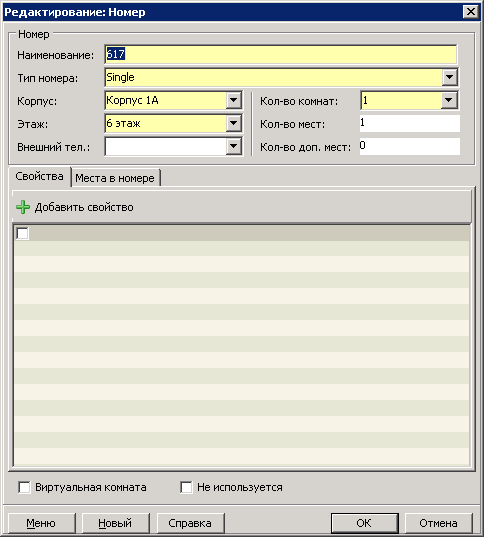 Редактирование: Номер
Номер
Наименование: 617
Тип номера: Single
Корпус: Корпус 1А Кол-во комнат: 1
Этаж: 6 этаж Кол-во мест: 1
Внешний тел.: Кол-во доп. мест: 0
Свойства Места в номере
Добавить свойство
Виртуальная комната Не используется
Меню Новый Справка ОК Отмена